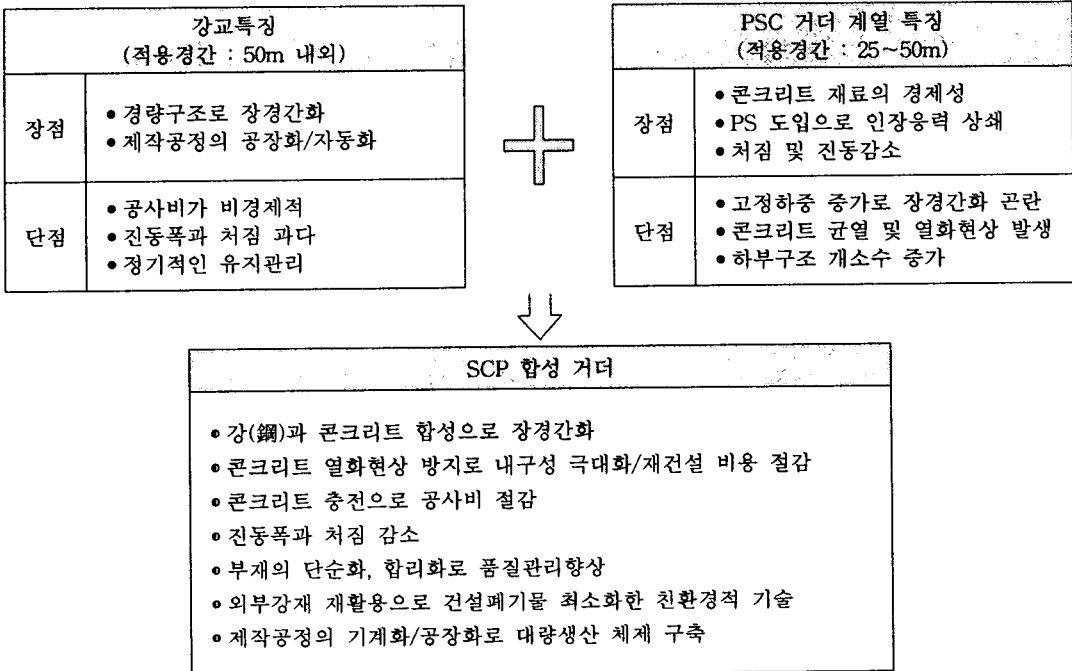 강교특징
(적용경간 : 50m 내외)
장점
• 경량구조로 장경간화
• 제작공정의 공장화/자동화
단점
• 공사비가 비경제적
• 진동폭과 처짐 과다
• 정기적인 유지관리
PSC 거더 계열 특징
(적용경간 : 25~50m)
장점
• 콘크리트 재료의 경제성
• PS 도입으로 인장응력 상쇄
• 처짐 및 진동감소
단점
• 고정하중 증가로 장경간화 곤란
• 콘크리트 균열 및 열화현상 발생
• 하부구조 개소수 증가
SCP 합성 거더
• 강(鋼)과 콘크리트 합성으로 장경간화
• 콘크리트 열화현상 방지로 내구성 극대화/재건설 비용 절감
• 콘크리트 충전으로 공사비 절감
• 진동폭과 처짐 감소
• 부재의 단순화, 합리화로 품질관리향상
• 외부강재 재활용으로 건설폐기물 최소화한 친환경적 기술
• 제작공정의 기계화/공장화로 대량생산 체제 구축